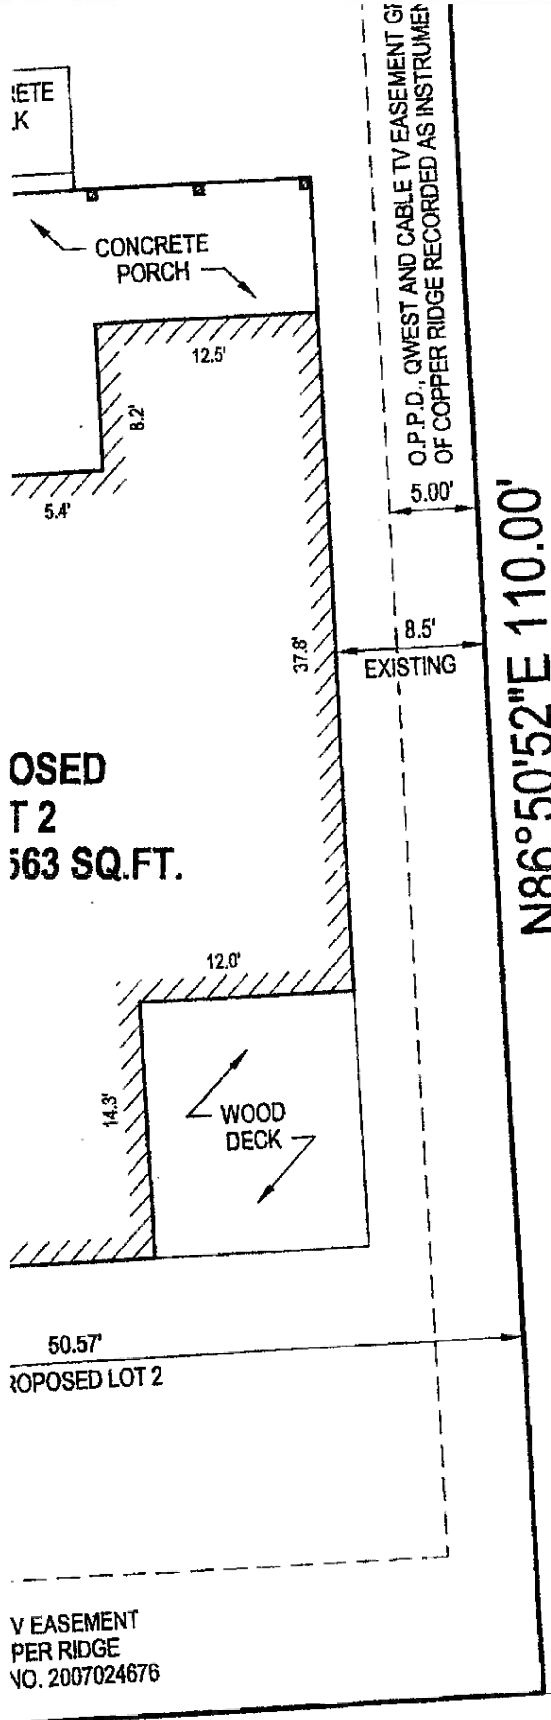 RETE
LK
CONCRETE
PORCH
12.5'
8.2'
5.4'
O.P.P.D., QWEST AND CABLE TV EASEMENT
OF COPPER RIDGE RECORDED AS INSTRUMEN
5.00'
8.5'
EXISTING
37.8'
N86°50'52"E 110.00'
OSED
T 2
563 SQ.FT.
12.0'
14.3'
WOOD
DECK
50.57'
ROPOSED LOT 2
V EASEMENT
PER RIDGE
NO. 2007024676